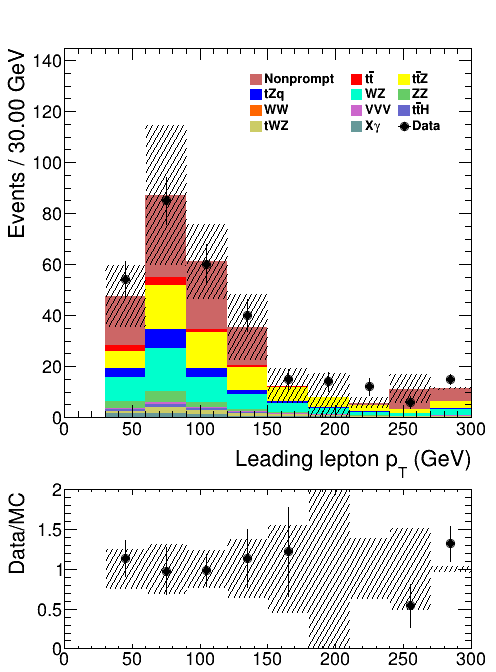 Events / 30.00 GeV
140
120
100
80
60
40
20
0
Nonprompt tt̄ tt̄Z
tZq WZ ZZ
WW VVV tt̄H
tWZ Xγ Data
0 50 100 150 200 250 300
Leading lepton p_T (GeV)
Data/MC
2
1.5
1
0.5
0
0 50 100 150 200 250 300